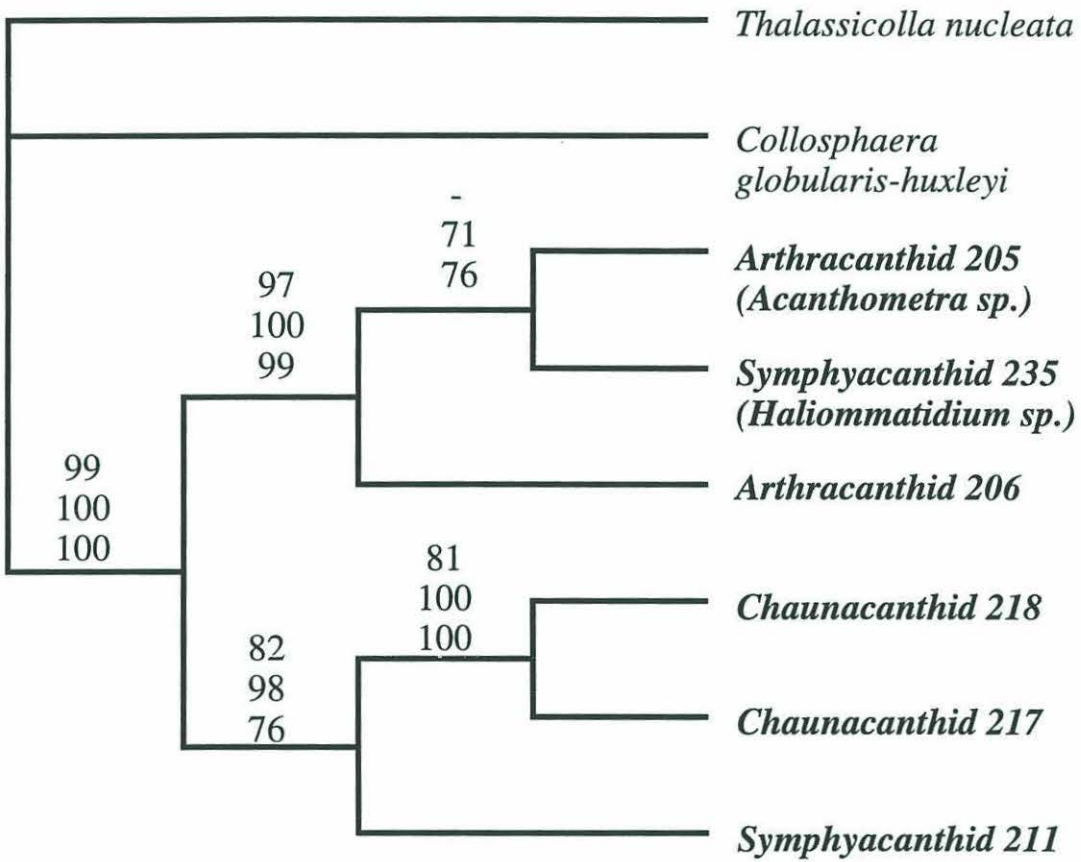 Thalassicolla nucleata
Collosphaera
globularis-huxleyi
-
71
76
Arthracanthid 205
(Acanthometra sp.)
97
100
99
Symphyacanthid 235
(Haliommatidium sp.)
Arthracanthid 206
99
100
100
81
100
100
Chaunacanthid 218
82
98
76
Chaunacanthid 217
Symphyacanthid 211